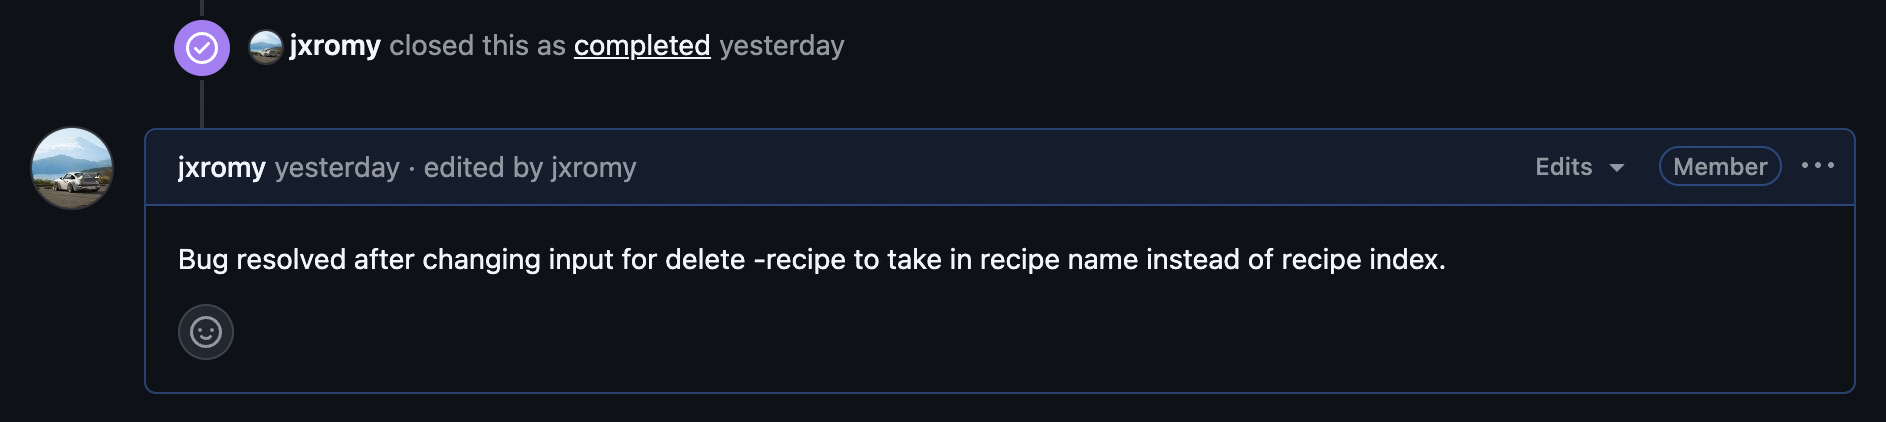 jxromy closed this as completed yesterday
jxromy yesterday · edited by jxromy Edits Member
Bug resolved after changing input for delete -recipe to take in recipe name instead of recipe index.